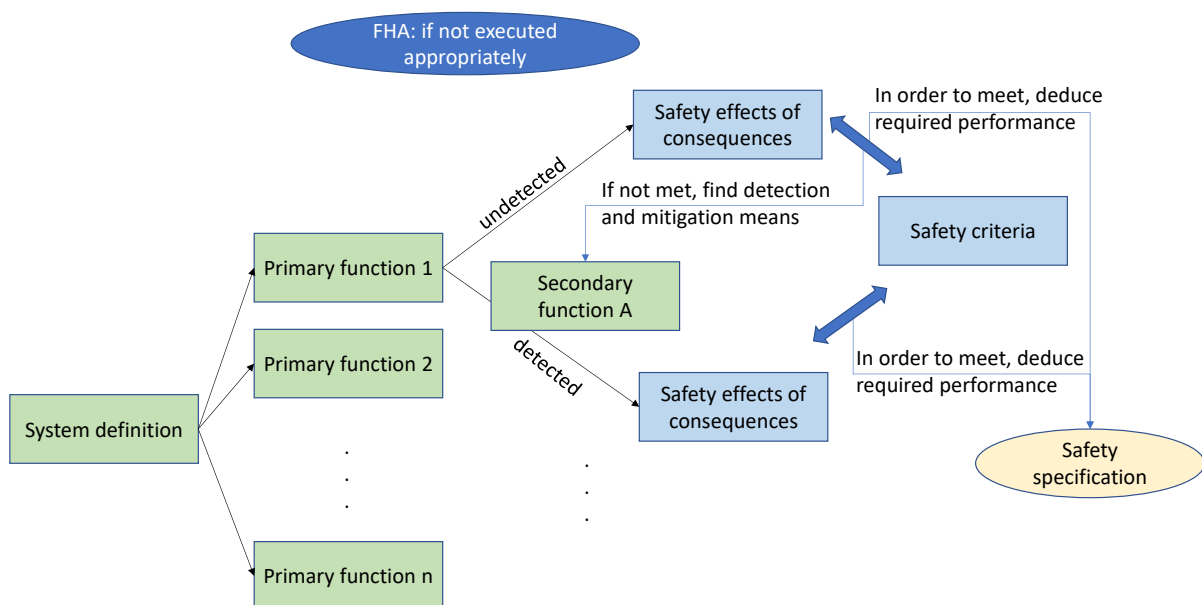 FHA: if not executed
appropriately
Safety effects of
consequences
In order to meet, deduce
required performance
undetected
If not met, find detection
and mitigation means
Safety criteria
Primary function 1
Secondary
function A
detected
Primary function 2
In order to meet, deduce
required performance
Safety effects of
consequences
System definition
Safety
specification
Primary function n